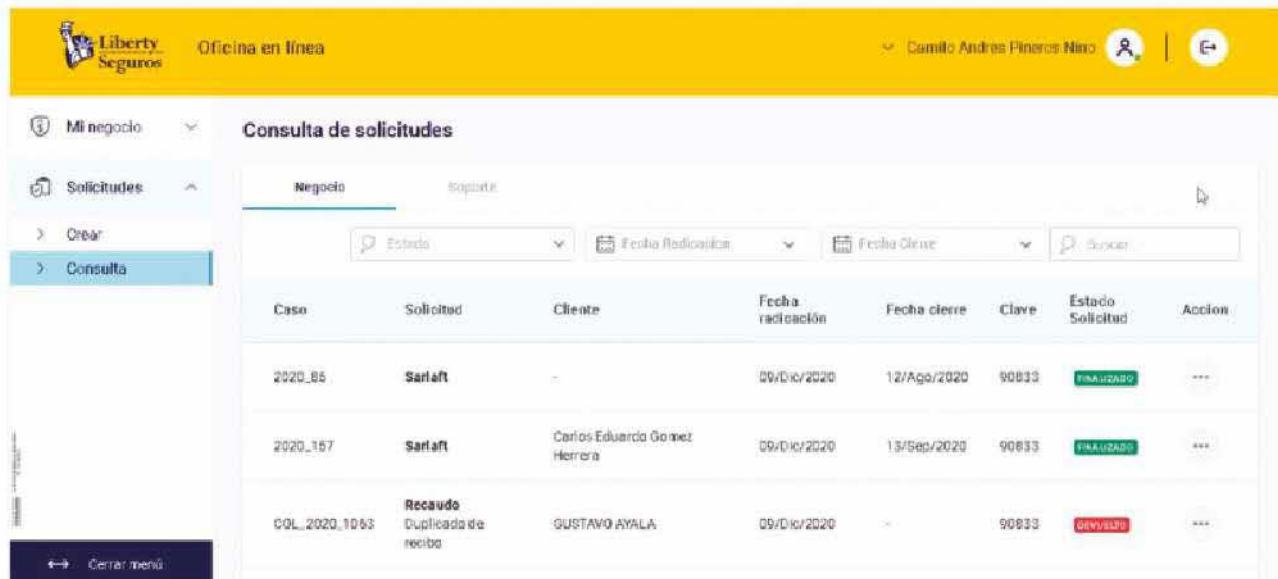 Liberty
Seguros
Oficina en línea
Camilo Andres Pineros Nino
Mi negocio
Solicitudes
Crear
Consulta
Cerrar menú
Consulta de solicitudes
Negocio Soporte
Estado Fecha Radicacion Fecha Cierre Buscar
Caso Solicitud Cliente Fecha radicación Fecha cierre Clave Estado Solicitud Accion
2020_85 Sarlaft - 09/Dic/2020 12/Ago/2020 90833 FINALIZADO ...
2020_157 Sarlaft Carlos Eduardo Gomez Herrera 09/Dic/2020 13/Sep/2020 90833 FINALIZADO ...
COL_2020_1063 Recaudo Duplicado de recibo GUSTAVO AYALA 09/Dic/2020 - 90833 DEVUELTO ...